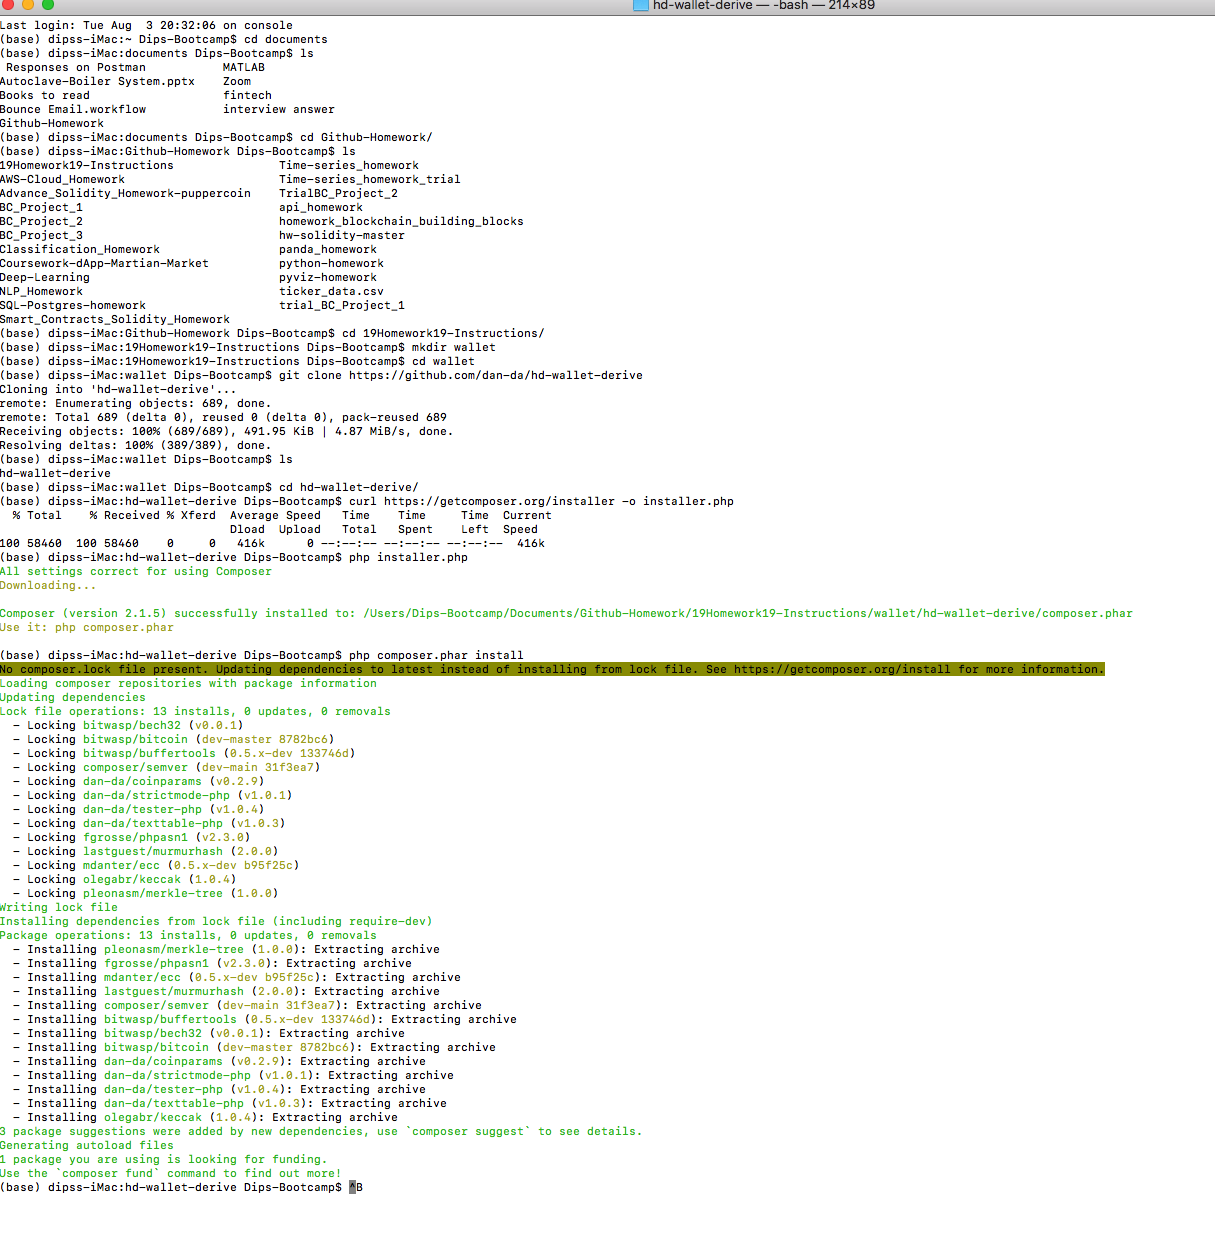 hd-wallet-derive — -bash — 214×89
Last login: Tue Aug  3 20:32:06 on console
(base) dipss-iMac:~ Dips-Bootcamp$ cd documents
(base) dipss-iMac:documents Dips-Bootcamp$ ls
 Responses on Postman           MATLAB
Autoclave-Boiler System.pptx    Zoom
Books to read                   fintech
Bounce Email.workflow           interview answer
Github-Homework
(base) dipss-iMac:documents Dips-Bootcamp$ cd Github-Homework/
(base) dipss-iMac:Github-Homework Dips-Bootcamp$ ls
19Homework19-Instructions               Time-series_homework
AWS-Cloud_Homework                      Time-series_homework_trial
Advance_Solidity_Homework-puppercoin    TrialBC_Project_2
BC_Project_1                            api_homework
BC_Project_2                            homework_blockchain_building_blocks
BC_Project_3                            hw-solidity-master
Classification_Homework                 panda_homework
Coursework-dApp-Martian-Market          python-homework
Deep-Learning                           pyviz-homework
NLP_Homework                            ticker_data.csv
SQL-Postgres-homework                   trial_BC_Project_1
Smart_Contracts_Solidity_Homework
(base) dipss-iMac:Github-Homework Dips-Bootcamp$ cd 19Homework19-Instructions/
(base) dipss-iMac:19Homework19-Instructions Dips-Bootcamp$ mkdir wallet
(base) dipss-iMac:19Homework19-Instructions Dips-Bootcamp$ cd wallet
(base) dipss-iMac:wallet Dips-Bootcamp$ git clone https://github.com/dan-da/hd-wallet-derive
Cloning into 'hd-wallet-derive'...
remote: Enumerating objects: 689, done.
remote: Total 689 (delta 0), reused 0 (delta 0), pack-reused 689
Receiving objects: 100% (689/689), 491.95 KiB | 4.87 MiB/s, done.
Resolving deltas: 100% (389/389), done.
(base) dipss-iMac:wallet Dips-Bootcamp$ ls
hd-wallet-derive
(base) dipss-iMac:wallet Dips-Bootcamp$ cd hd-wallet-derive/
(base) dipss-iMac:hd-wallet-derive Dips-Bootcamp$ curl https://getcomposer.org/installer -o installer.php
  % Total    % Received % Xferd  Average Speed   Time    Time     Time  Current
                                 Dload  Upload   Total   Spent    Left  Speed
100 58460  100 58460    0     0   416k      0 --:--:-- --:--:-- --:--:--  416k
(base) dipss-iMac:hd-wallet-derive Dips-Bootcamp$ php installer.php
All settings correct for using Composer
Downloading...
Composer (version 2.1.5) successfully installed to: /Users/Dips-Bootcamp/Documents/Github-Homework/19Homework19-Instructions/wallet/hd-wallet-derive/composer.phar
Use it: php composer.phar
(base) dipss-iMac:hd-wallet-derive Dips-Bootcamp$ php composer.phar install
No composer.lock file present. Updating dependencies to latest instead of installing from lock file. See https://getcomposer.org/install for more information.
Loading composer repositories with package information
Updating dependencies
Lock file operations: 13 installs, 0 updates, 0 removals
  - Locking bitwasp/bech32 (v0.0.1)
  - Locking bitwasp/bitcoin (dev-master 8782bc6)
  - Locking bitwasp/buffertools (0.5.x-dev 133746d)
  - Locking composer/semver (dev-main 31f3ea7)
  - Locking dan-da/coinparams (v0.2.9)
  - Locking dan-da/strictmode-php (v1.0.1)
  - Locking dan-da/tester-php (v1.0.4)
  - Locking dan-da/texttable-php (v1.0.3)
  - Locking fgrosse/phpasn1 (v2.3.0)
  - Locking lastguest/murmurhash (2.0.0)
  - Locking mdanter/ecc (0.5.x-dev b95f25c)
  - Locking olegabr/keccak (1.0.4)
  - Locking pleonasm/merkle-tree (1.0.0)
Writing lock file
Installing dependencies from lock file (including require-dev)
Package operations: 13 installs, 0 updates, 0 removals
  - Installing pleonasm/merkle-tree (1.0.0): Extracting archive
  - Installing fgrosse/phpasn1 (v2.3.0): Extracting archive
  - Installing mdanter/ecc (0.5.x-dev b95f25c): Extracting archive
  - Installing lastguest/murmurhash (2.0.0): Extracting archive
  - Installing composer/semver (dev-main 31f3ea7): Extracting archive
  - Installing bitwasp/buffertools (0.5.x-dev 133746d): Extracting archive
  - Installing bitwasp/bech32 (v0.0.1): Extracting archive
  - Installing bitwasp/bitcoin (dev-master 8782bc6): Extracting archive
  - Installing dan-da/coinparams (v0.2.9): Extracting archive
  - Installing dan-da/strictmode-php (v1.0.1): Extracting archive
  - Installing dan-da/tester-php (v1.0.4): Extracting archive
  - Installing dan-da/texttable-php (v1.0.3): Extracting archive
  - Installing olegabr/keccak (1.0.4): Extracting archive
3 package suggestions were added by new dependencies, use `composer suggest` to see details.
Generating autoload files
1 package you are using is looking for funding.
Use the `composer fund` command to find out more!
(base) dipss-iMac:hd-wallet-derive Dips-Bootcamp$ ^B